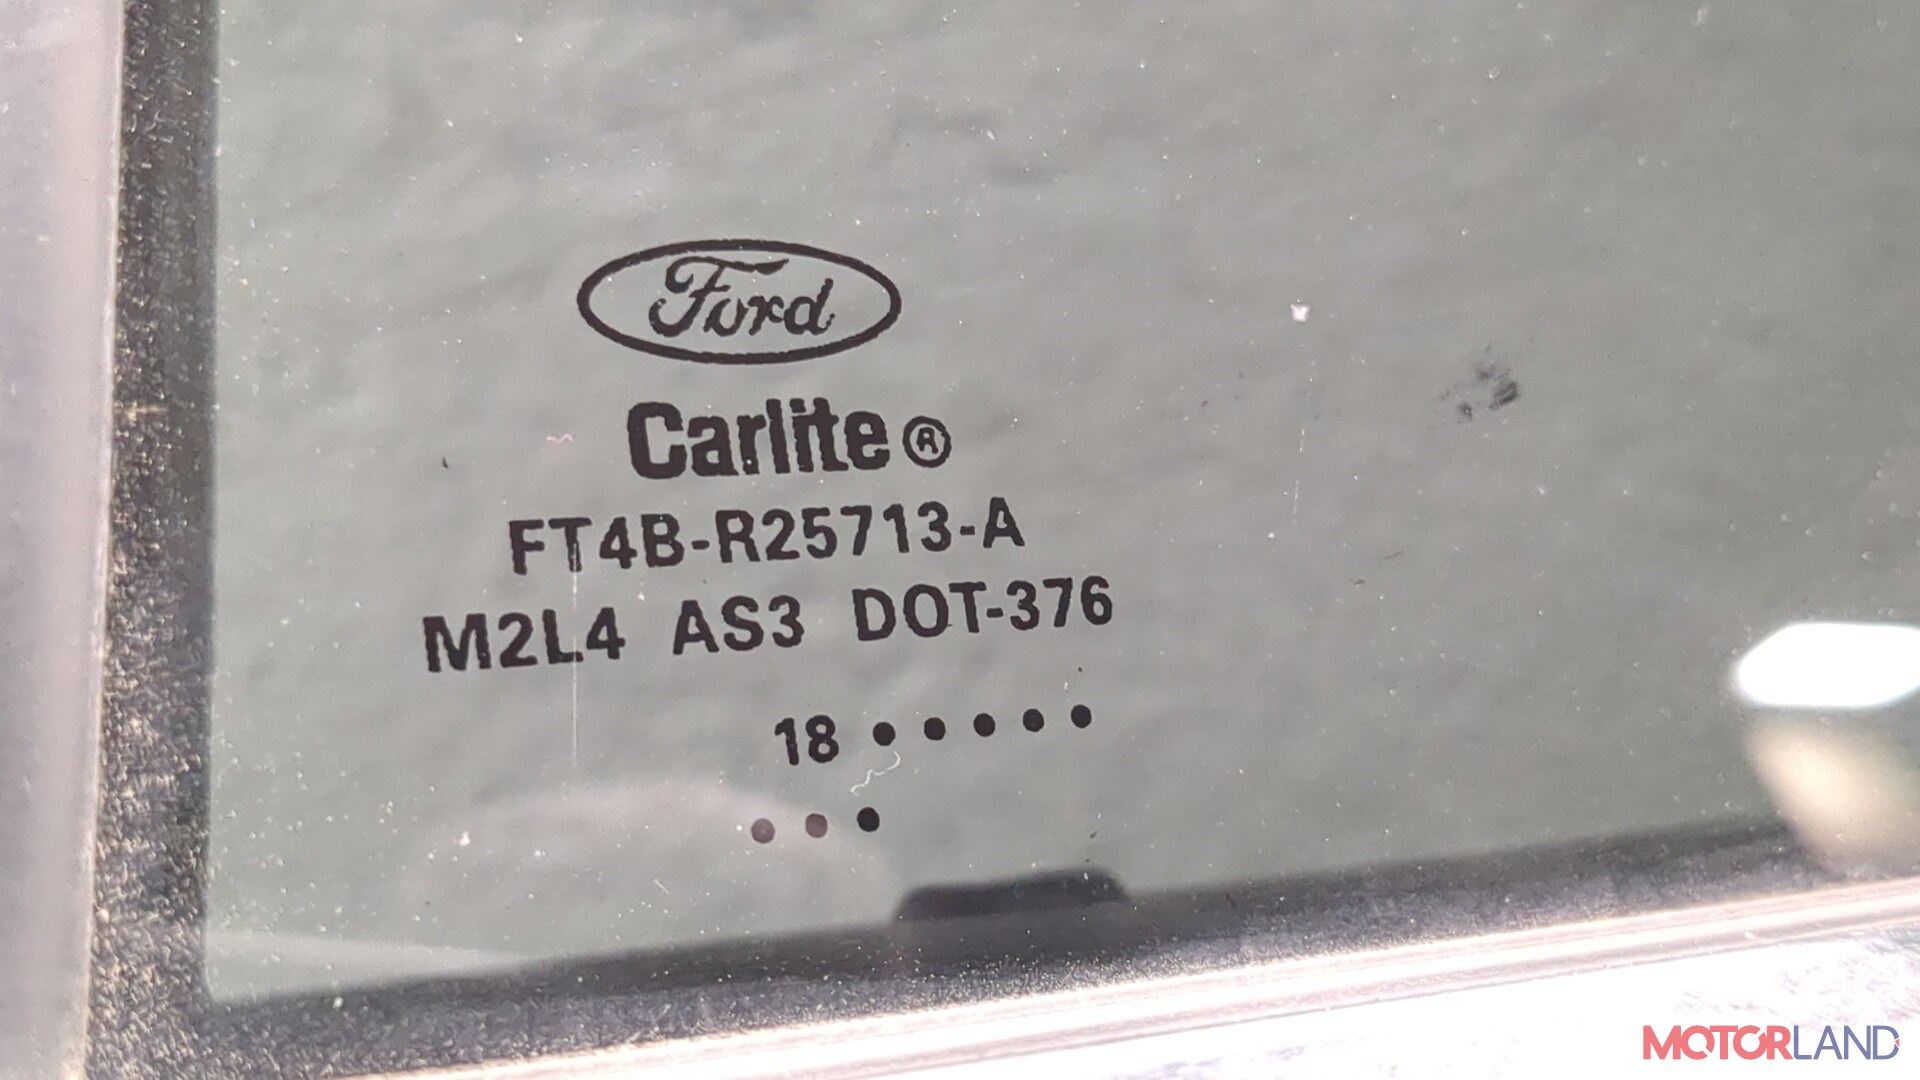 Ford
Carlite®
FT4B-R25713-A
M2L4 AS3 DOT-376
18 • • • • •
• • •
MOTORLAND